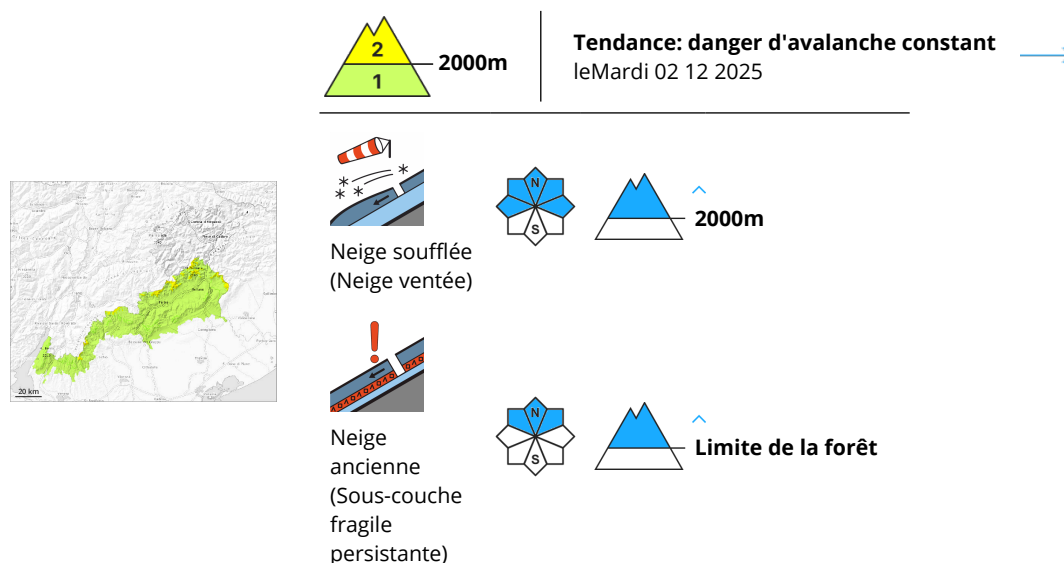 2
1
2000m
Tendance: danger d'avalanche constant
leMardi 02 12 2025
N
S
2000m
Neige soufflée
(Neige ventée)
20 km
N
S
Limite de la forêt
Neige
ancienne
(Sous-couche
fragile
persistante)